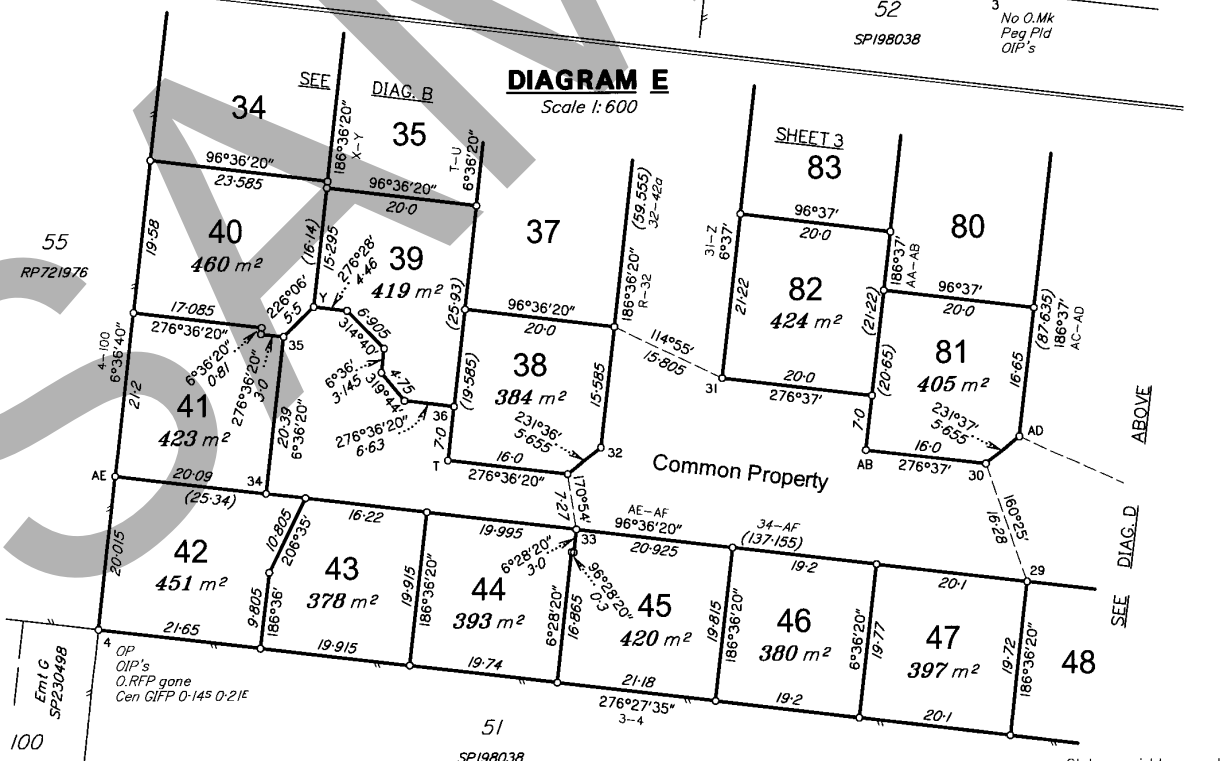 52
SP198038
3
No O.Mk
Peg Pld
OIP's
DIAGRAM E
Scale 1:600
SEE
DIAG. B
SHEET 3
34
35
83
37
80
186°36'20"
X-Y
T-U
6°36'20"
96°36'20"
23·585
96°36'20"
20·0
(59.555)
32-42a
186°36'20"
R-32
31-Z
6°37'
96°37'
20·0
186°37'
AA-AB
55
RP721976
19·58
40
460 m²
(16·14)
15·295
276°28'
4·46
39
419 m²
(25·93)
96°36'20"
20·0
21·22
82
424 m²
(21·22)
96°37'
20·0
(87·635)
186°37'
AC-AD
17·085
276°36'20"
226°06'
5·5
Y
35
314°40'
6·905
6°36'
3·145
319°44'
4·75
A
36
276°36'20"
6·63
(19·585)
38
384 m²
15·585
114°55'
15·805
31
20·0
276°37'
(20·65)
81
405 m²
16·65
4-100
6°36'40"
21·2
6°36'20"
0·81
276°36'20"
3·0
41
423 m²
20·39
6°36'20"
7·0
T
231°36'
5·655
16·0
276°36'20"
32
7·0
AB
231°37'
5·655
16·0
276°37'
30
AD
ABOVE
Common Property
AE
20·09
(25·34)
34
16·22
19·995
170°54'
7·27
33
AE-AF
96°36'20"
20·925
34-AF
(137·155)
19·2
160°25'
16·28
20·1
29
DIAG. D
SEE
20·015
42
451 m²
10·805
206°35'
9·805
186°36'
43
378 m²
19·915
186°36'20"
44
393 m²
6°28'20"
3·0
96°28'20"
0·3
6°28'20"
16·865
45
420 m²
19·815
186°36'20"
46
380 m²
6°36'20"
19·77
47
397 m²
19·72
186°36'20"
48
4
21·65
19·915
19·74
21·18
276°27'35"
3-4
19·2
20·1
OP
OIP's
O.RFP gone
Cen GIFP 0·14S 0·21E
Emt G
SP230498
100
51
SP198038